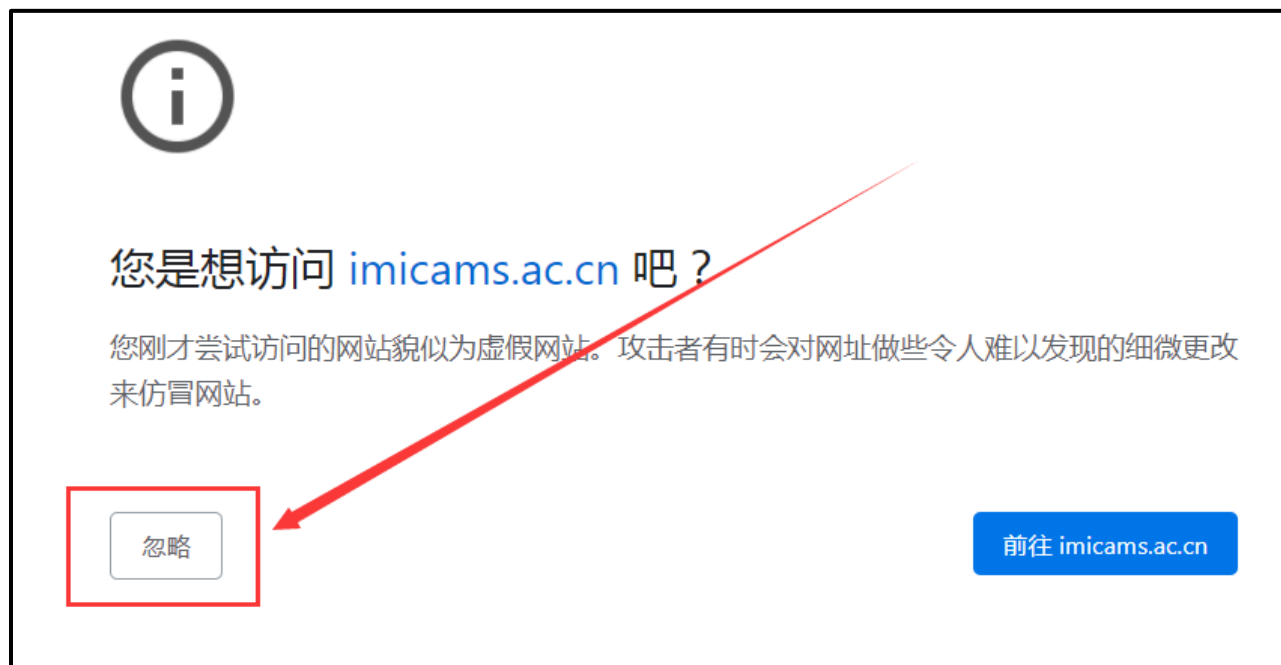 您是想访问 imicams.ac.cn 吧？
您刚才尝试访问的网站貌似为虚假网站。攻击者有时会对网址做些令人难以发现的细微更改
来仿冒网站。
忽略
前往 imicams.ac.cn